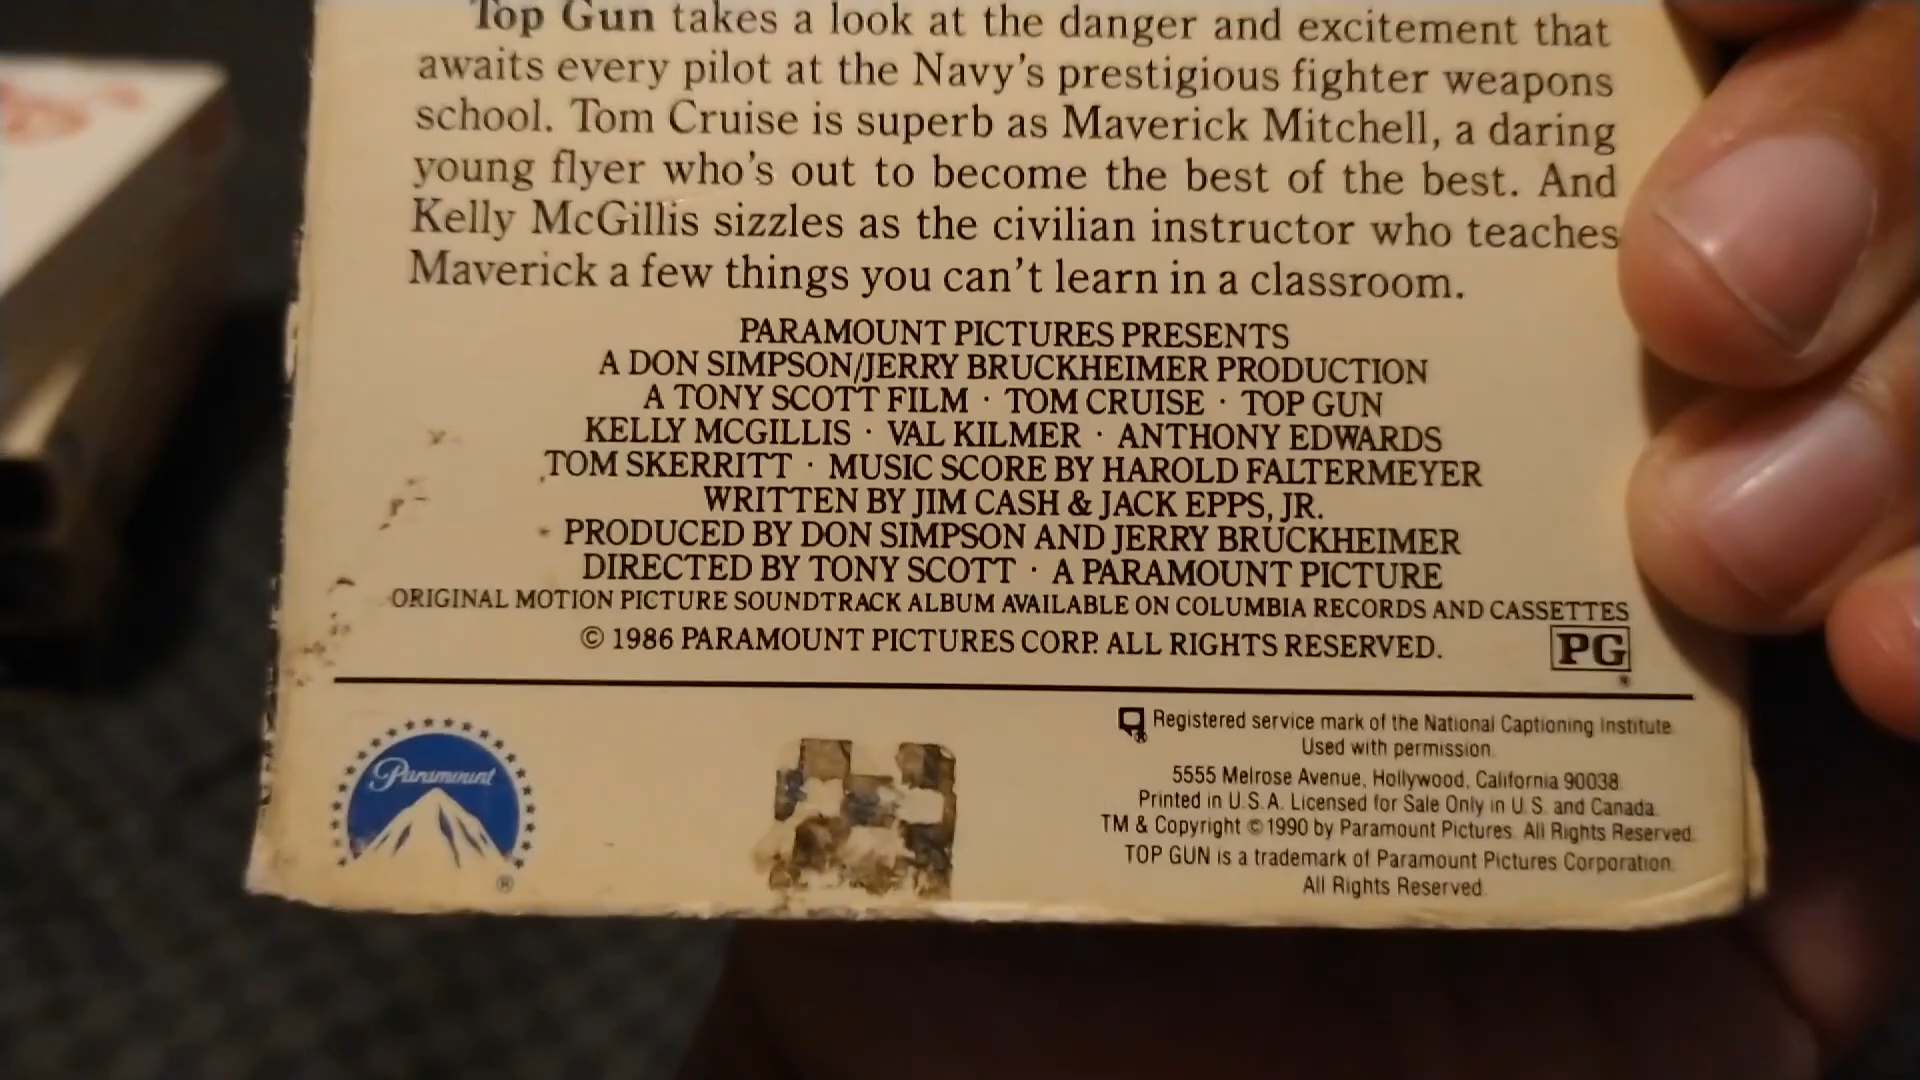 Top Gun takes a look at the danger and excitement that
awaits every pilot at the Navy's prestigious fighter weapons
school. Tom Cruise is superb as Maverick Mitchell, a daring
young flyer who's out to become the best of the best. And
Kelly McGillis sizzles as the civilian instructor who teaches
Maverick a few things you can't learn in a classroom.
PARAMOUNT PICTURES PRESENTS
A DON SIMPSON/JERRY BRUCKHEIMER PRODUCTION
A TONY SCOTT FILM · TOM CRUISE · TOP GUN
KELLY MCGILLIS · VAL KILMER · ANTHONY EDWARDS
TOM SKERRITT · MUSIC SCORE BY HAROLD FALTERMEYER
WRITTEN BY JIM CASH & JACK EPPS, JR.
PRODUCED BY DON SIMPSON AND JERRY BRUCKHEIMER
DIRECTED BY TONY SCOTT · A PARAMOUNT PICTURE
ORIGINAL MOTION PICTURE SOUNDTRACK ALBUM AVAILABLE ON COLUMBIA RECORDS AND CASSETTES
© 1986 PARAMOUNT PICTURES CORP. ALL RIGHTS RESERVED.
PG
®
Paramount
®
Registered service mark of the National Captioning Institute.
Used with permission.
5555 Melrose Avenue, Hollywood, California 90038.
Printed in U.S.A. Licensed for Sale Only in U.S. and Canada.
TM & Copyright © 1990 by Paramount Pictures. All Rights Reserved.
TOP GUN is a trademark of Paramount Pictures Corporation.
All Rights Reserved.